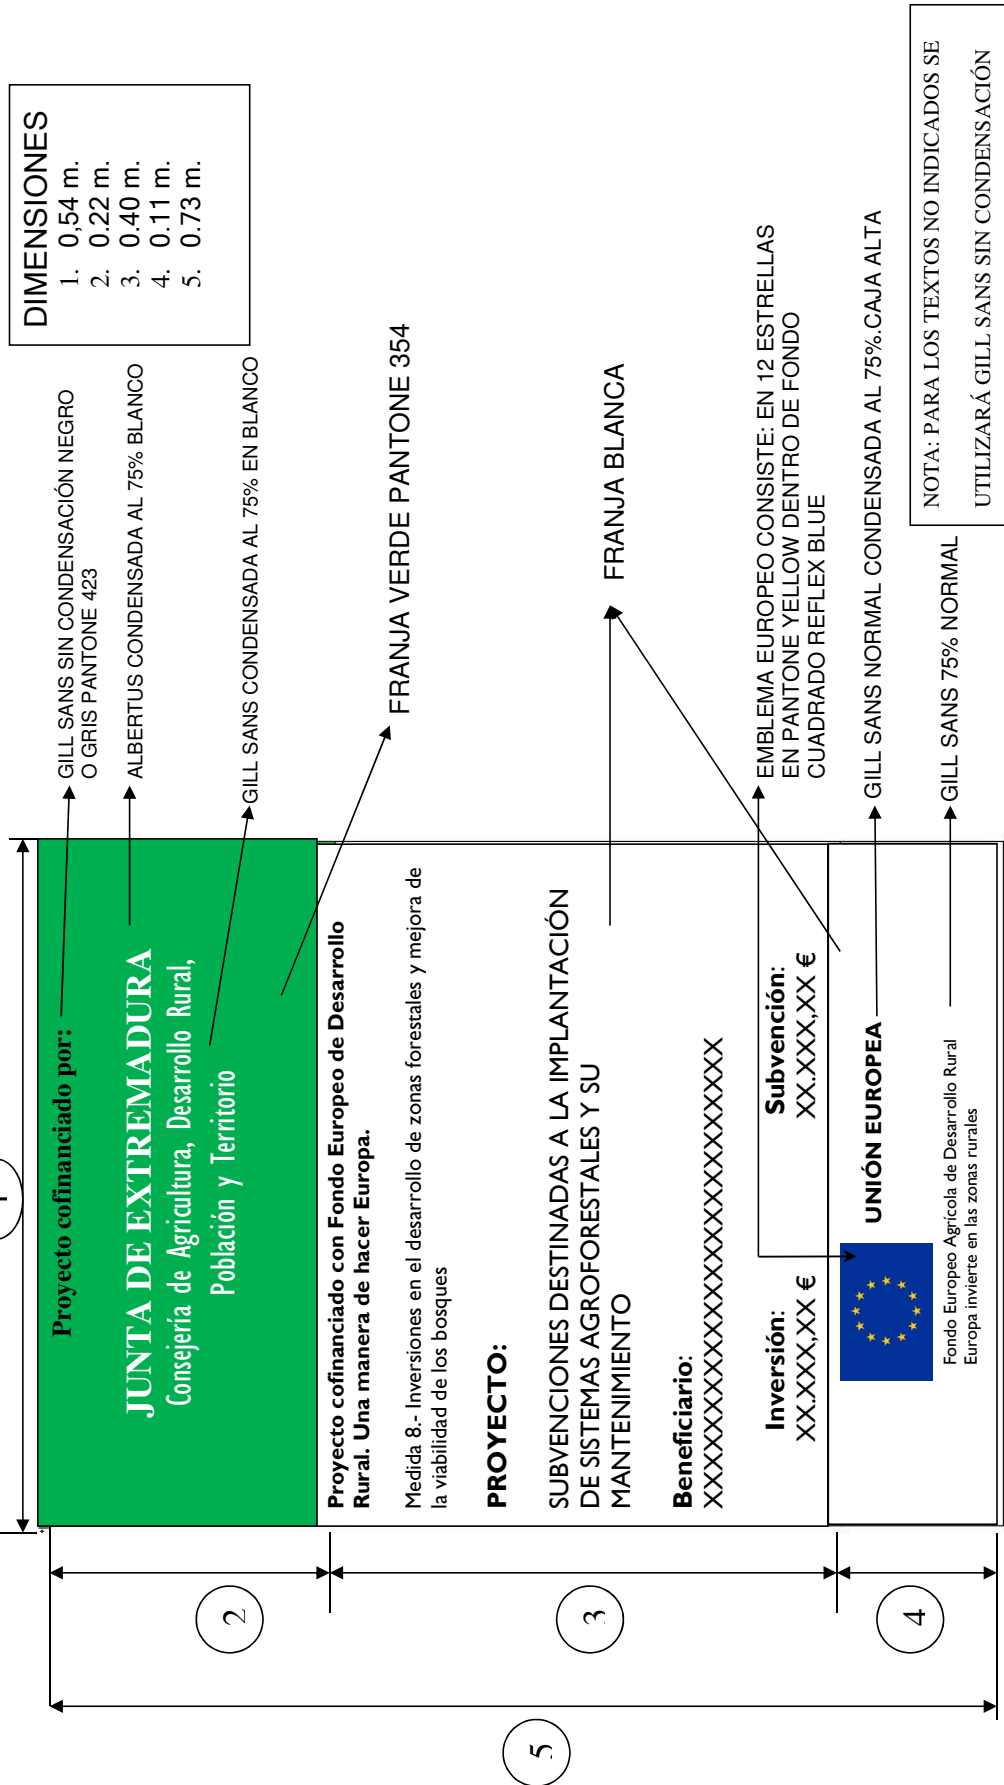 1
Proyecto cofinanciado por:
JUNTA DE EXTREMADURA
Consejería de Agricultura, Desarrollo Rural,
Población y Territorio
Proyecto cofinanciado con Fondo Europeo de Desarrollo
Rural. Una manera de hacer Europa.
Medida 8.- Inversiones en el desarrollo de zonas forestales y mejora de
la viabilidad de los bosques
PROYECTO:
SUBVENCIONES DESTINADAS A LA IMPLANTACIÓN
DE SISTEMAS AGROFORESTALES Y SU
MANTENIMIENTO
Beneficiario:
XXXXXXXXXXXXXXXXXXXXXXXXXXXXX
Inversión:
XX.XXX,XX €
Subvención:
XX.XXX,XX €
UNIÓN EUROPEA
Fondo Europeo Agrícola de Desarrollo Rural
Europa invierte en las zonas rurales
2
3
4
5
DIMENSIONES
1. 0,54 m.
2. 0.22 m.
3. 0.40 m.
4. 0.11 m.
5. 0.73 m.
GILL SANS SIN CONDENSACIÓN NEGRO
O GRIS PANTONE 423
ALBERTUS CONDENSADA AL 75% BLANCO
GILL SANS CONDENSADA AL 75% EN BLANCO
FRANJA VERDE PANTONE 354
FRANJA BLANCA
EMBLEMA EUROPEO CONSISTE: EN 12 ESTRELLAS
EN PANTONE YELLOW DENTRO DE FONDO
CUADRADO REFLEX BLUE
GILL SANS NORMAL CONDENSADA AL 75%.CAJA ALTA
GILL SANS 75% NORMAL
NOTA: PARA LOS TEXTOS NO INDICADOS SE
UTILIZARÁ GILL SANS SIN CONDENSACIÓN